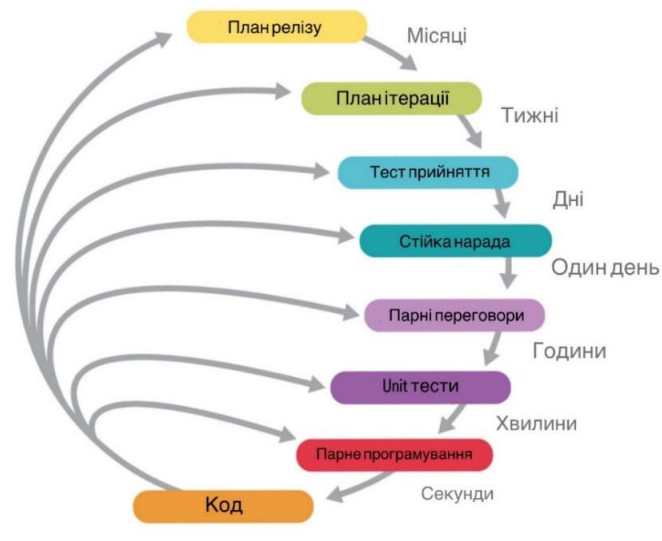 План релізу
Місяці
План ітерації
Тижні
Тест прийняття
Дні
Стійка нарада
Один день
Парні переговори
Години
Unit тести
Хвилини
Парне програмування
Секунди
Код